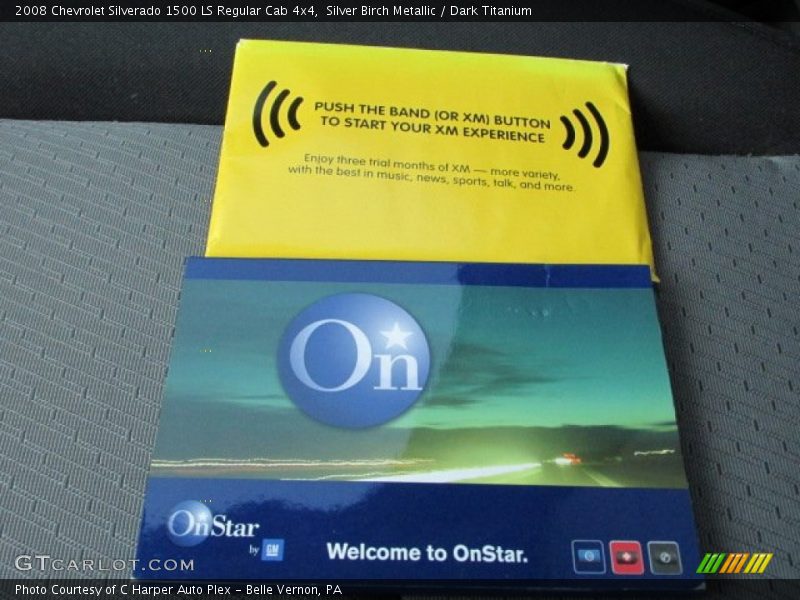 2008 Chevrolet Silverado 1500 LS Regular Cab 4x4,  Silver Birch Metallic / Dark Titanium
PUSH THE BAND (OR XM) BUTTON
TO START YOUR XM EXPERIENCE
Enjoy three trial months of XM — more variety,
with the best in music, news, sports, talk, and more.
On
OnStar
by GM
Welcome to OnStar.
GTCARLOT.COM
Photo Courtesy of C Harper Auto Plex - Belle Vernon, PA